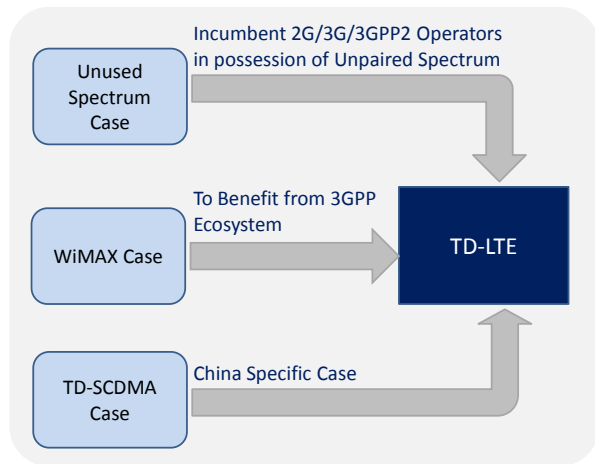 Incumbent 2G/3G/3GPP2 Operators
in possession of Unpaired Spectrum
Unused
Spectrum
Case
To Benefit from 3GPP
Ecosystem
WiMAX Case
TD-LTE
China Specific Case
TD-SCDMA
Case